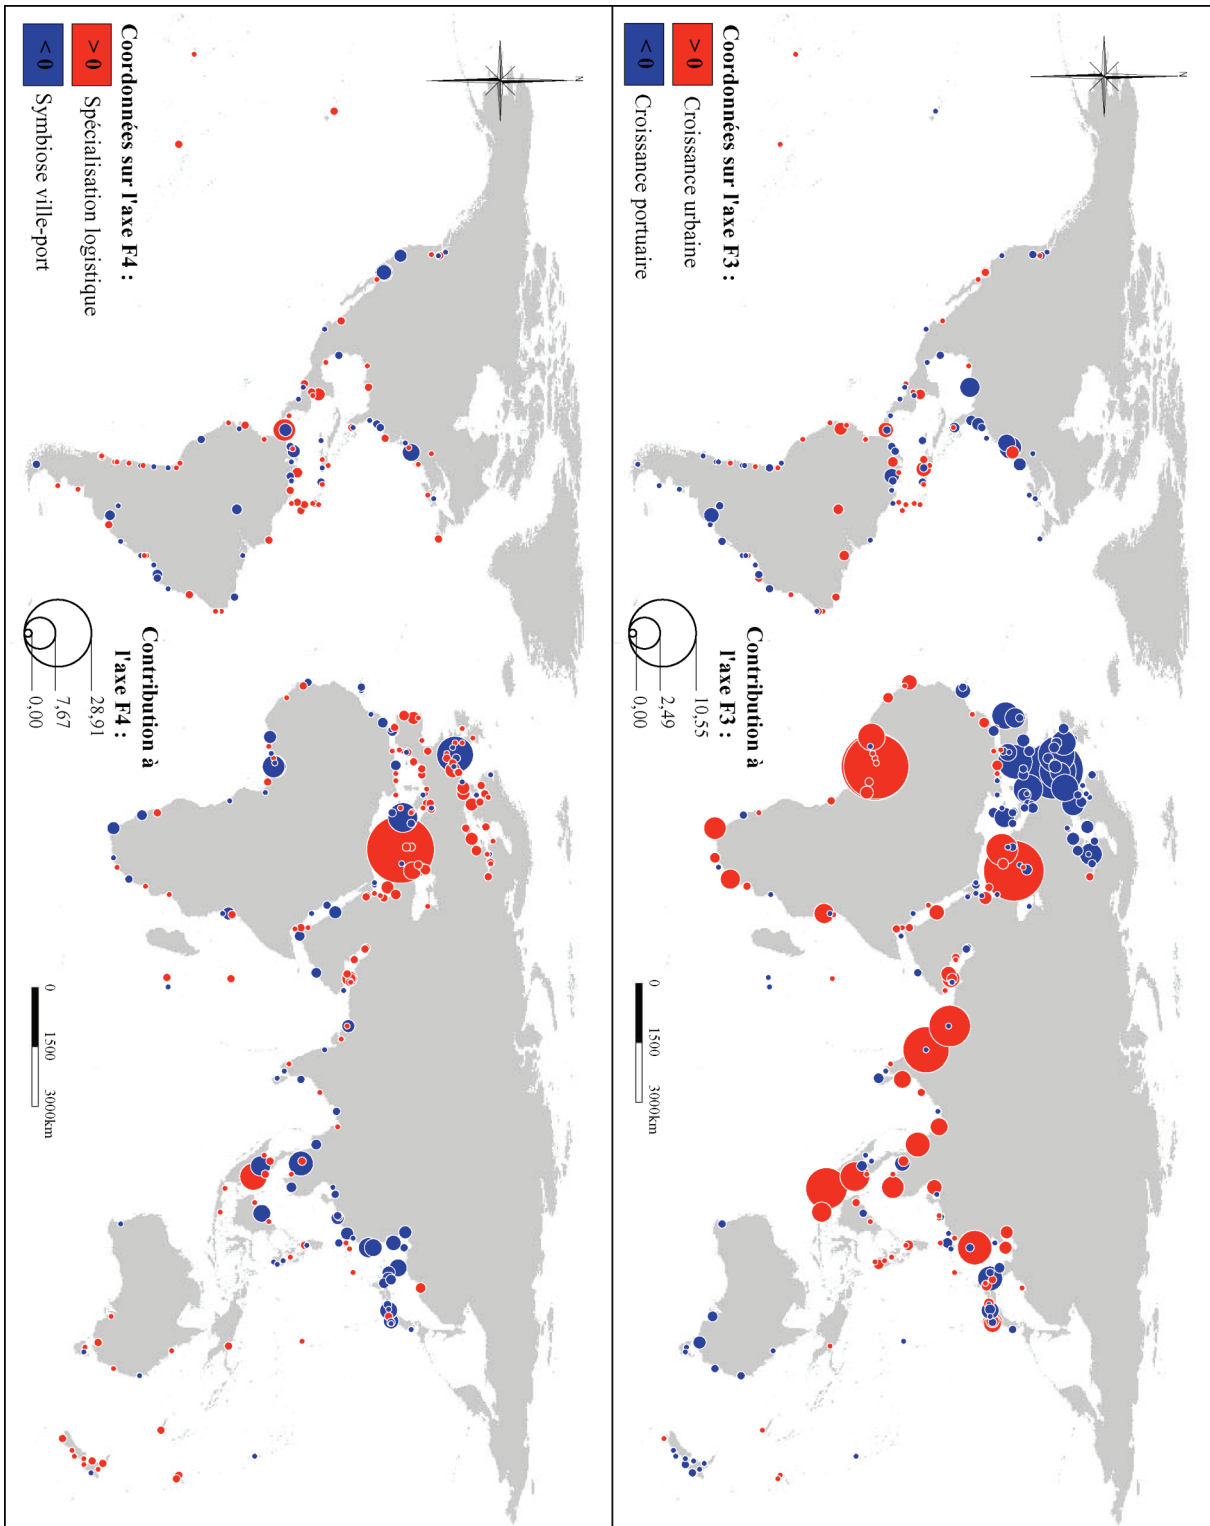 N
Coordonnées sur l'axe F3 :
> 0
Croissance urbaine
< 0
Croissance portuaire
Contribution à
l'axe F3 :
10,55
2,49
0,00
0
1500
3000km
N
Coordonnées sur l'axe F4 :
> 0
Spécialisation logistique
< 0
Symbiose ville-port
Contribution à
l'axe F4 :
28,91
7,67
0,00
0
1500
3000km